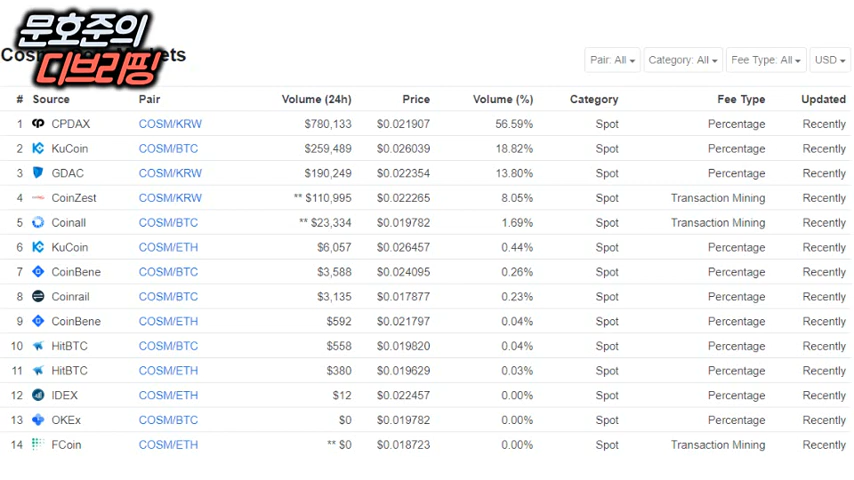 문호준의
디브리핑
Pair: All Category: All Fee Type: All USD
# Source Pair Volume (24h) Price Volume (%) Category Fee Type Updated
1 CPDAX COSM/KRW $780,133 $0.021907 56.59% Spot Percentage Recently
2 KuCoin COSM/BTC $259,489 $0.026039 18.82% Spot Percentage Recently
3 GDAC COSM/KRW $190,249 $0.022354 13.80% Spot Percentage Recently
4 CoinZest COSM/KRW ** $110,995 $0.022265 8.05% Spot Transaction Mining Recently
5 Coinall COSM/BTC ** $23,334 $0.019782 1.69% Spot Transaction Mining Recently
6 KuCoin COSM/ETH $6,057 $0.026457 0.44% Spot Percentage Recently
7 CoinBene COSM/BTC $3,588 $0.024095 0.26% Spot Percentage Recently
8 Coinrail COSM/BTC $3,135 $0.017877 0.23% Spot Percentage Recently
9 CoinBene COSM/ETH $592 $0.021797 0.04% Spot Percentage Recently
10 HitBTC COSM/BTC $558 $0.019820 0.04% Spot Percentage Recently
11 HitBTC COSM/ETH $380 $0.019629 0.03% Spot Percentage Recently
12 IDEX COSM/ETH $12 $0.022457 0.00% Spot Percentage Recently
13 OKEx COSM/BTC $0 $0.019782 0.00% Spot Percentage Recently
14 FCoin COSM/ETH ** $0 $0.018723 0.00% Spot Transaction Mining Recently